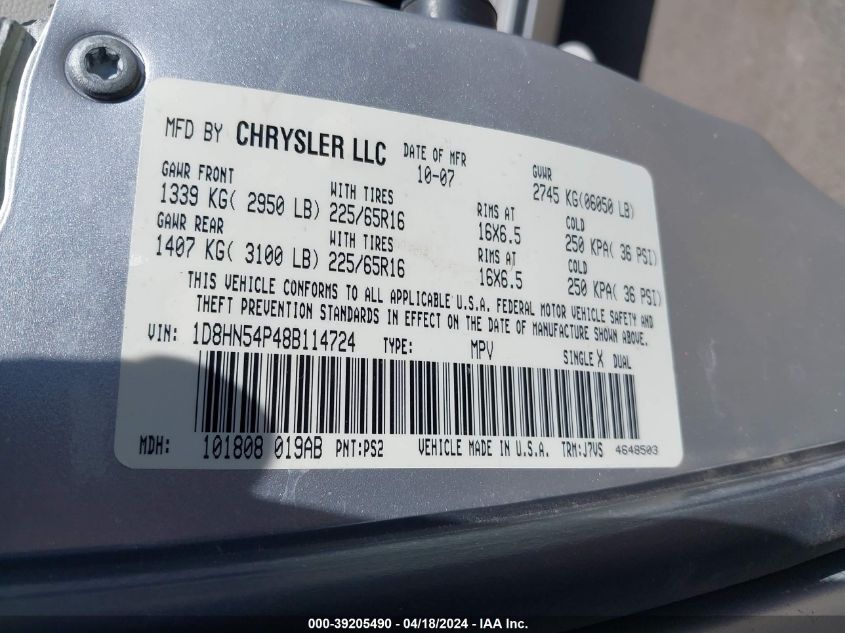 MFD BY CHRYSLER LLC DATE OF MFR GVWR
10-07 2745 KG(06050 LB)
GAWR FRONT WITH TIRES RIMS AT COLD
1339 KG( 2950 LB) 225/65R16 16X6.5 250 KPA( 36 PSI)
GAWR REAR WITH TIRES RIMS AT COLD
1407 KG( 3100 LB) 225/65R16 16X6.5 250 KPA( 36 PSI)
THIS VEHICLE CONFORMS TO ALL APPLICABLE U.S.A. FEDERAL MOTOR VEHICLE SAFETY AND
THEFT PREVENTION STANDARDS IN EFFECT ON THE DATE OF MANUFACTURE SHOWN ABOVE.
VIN: 1D8HN54P48B114724 TYPE: MPV SINGLE X DUAL
MDH: 101808 019AB PNT:PS2 VEHICLE MADE IN U.S.A. TRM:J7VS 4648503
000-39205490 - 04/18/2024 - IAA Inc.